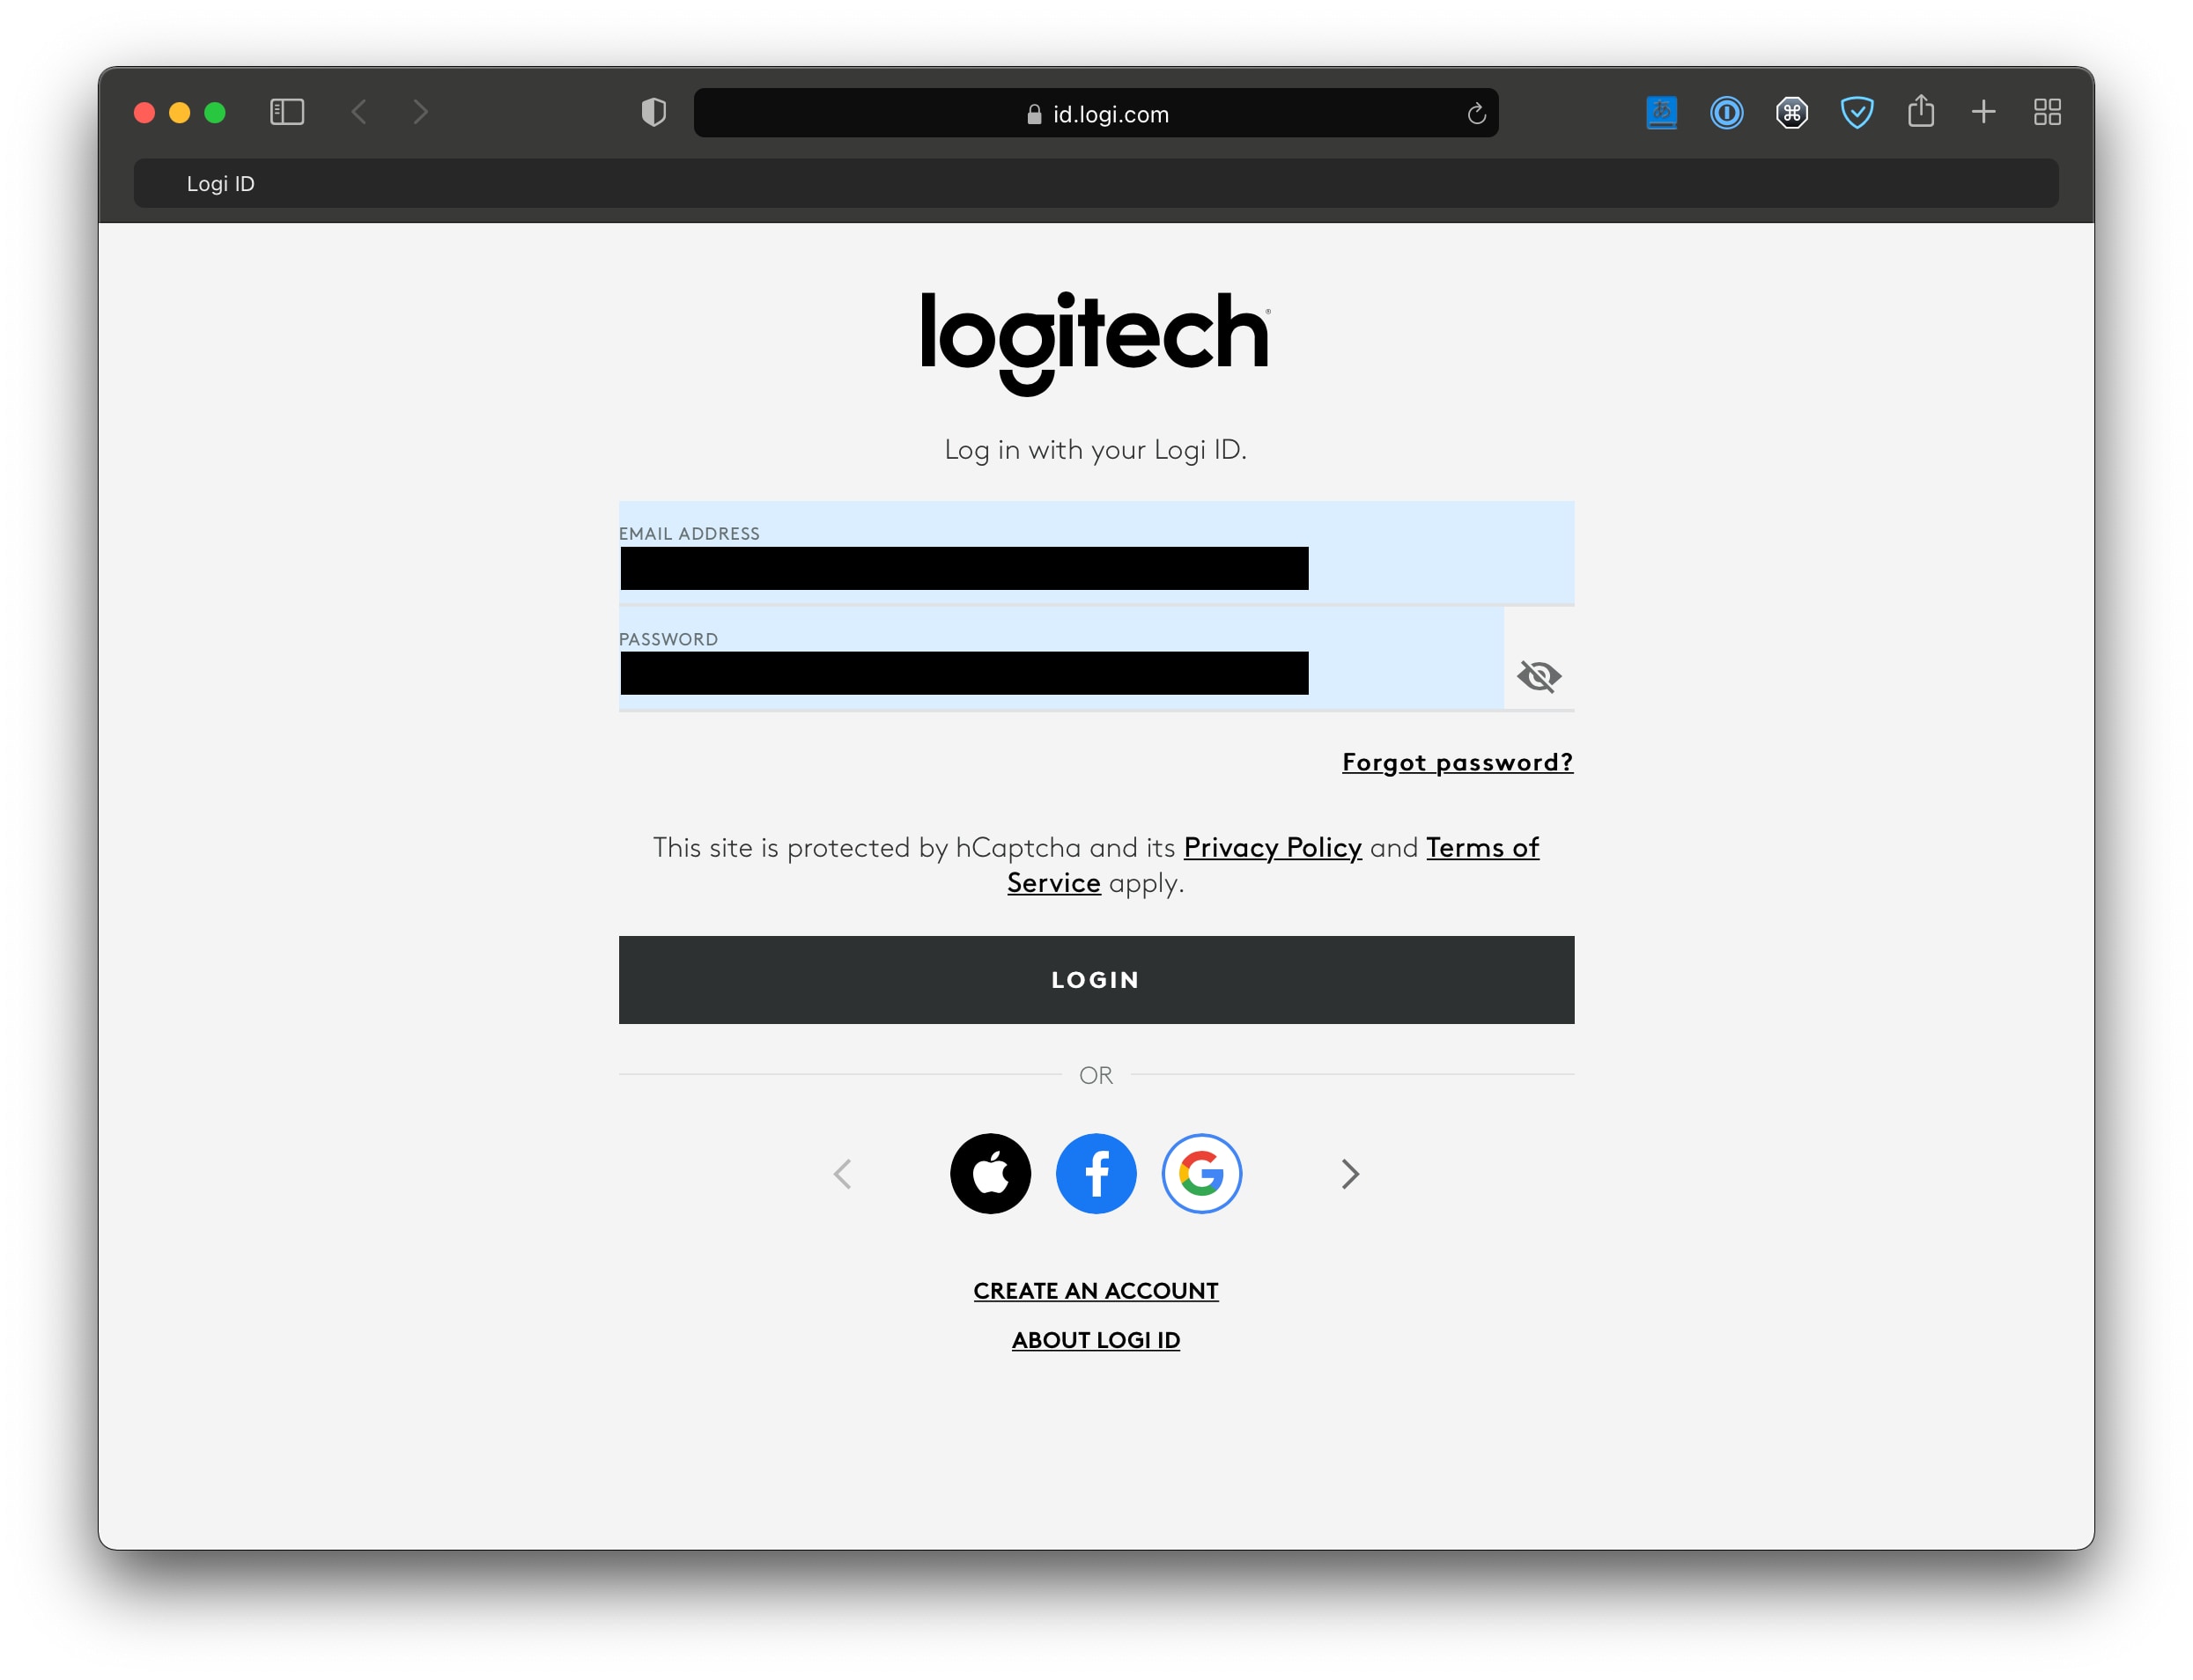 id.logi.com
Logi ID
logitech
Log in with your Logi ID.
EMAIL ADDRESS
PASSWORD
Forgot password?
This site is protected by hCaptcha and its Privacy Policy and Terms of
Service apply.
LOGIN
OR
CREATE AN ACCOUNT
ABOUT LOGI ID